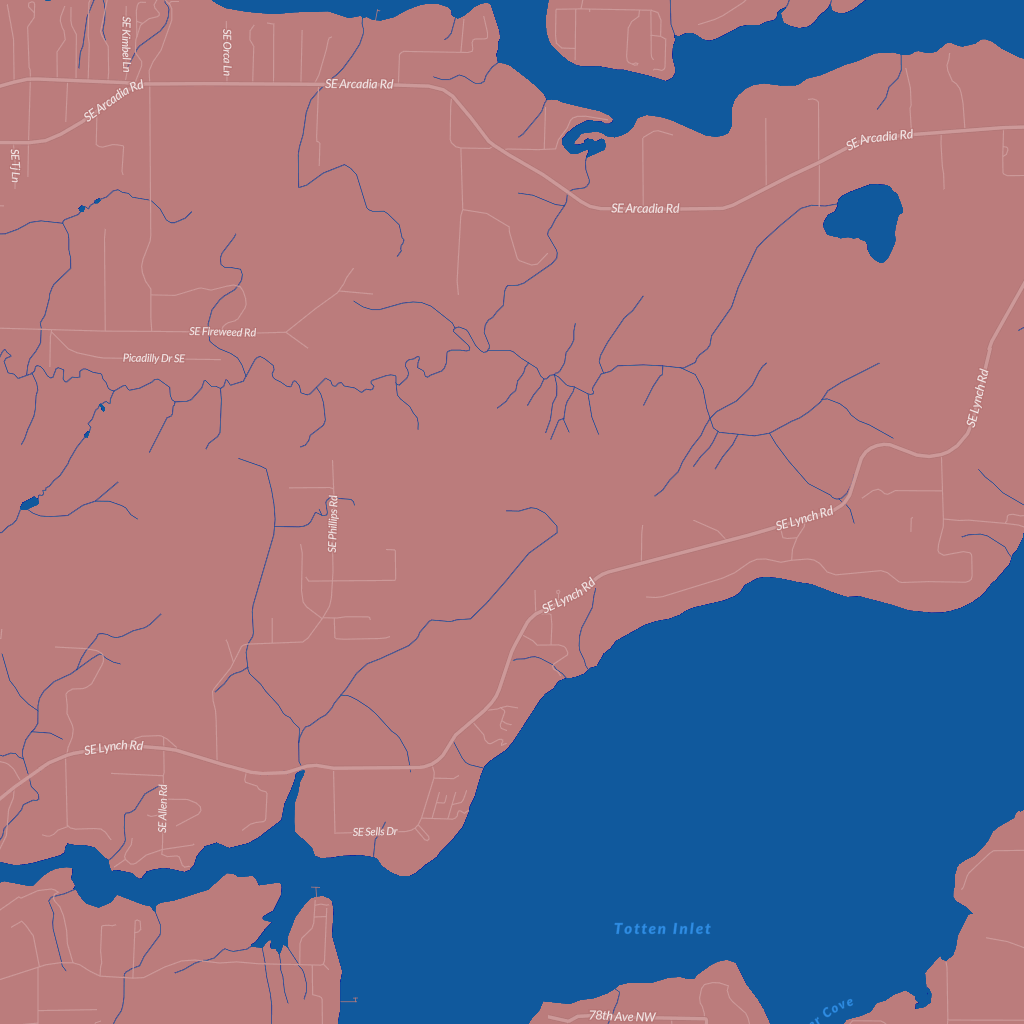 SE Kimbel Ln
SE Orca Ln
SE Arcadia Rd
SE Arcadia Rd
SE Arcadia Rd
SE Tj Ln
SE Arcadia Rd
SE Fireweed Rd
Picadilly Dr SE
SE Lynch Rd
SE Phillips Rd
SE Lynch Rd
SE Lynch Rd
SE Lynch Rd
SE Allen Rd
SE Sells Dr
Totten Inlet
78th Ave NW
Cove